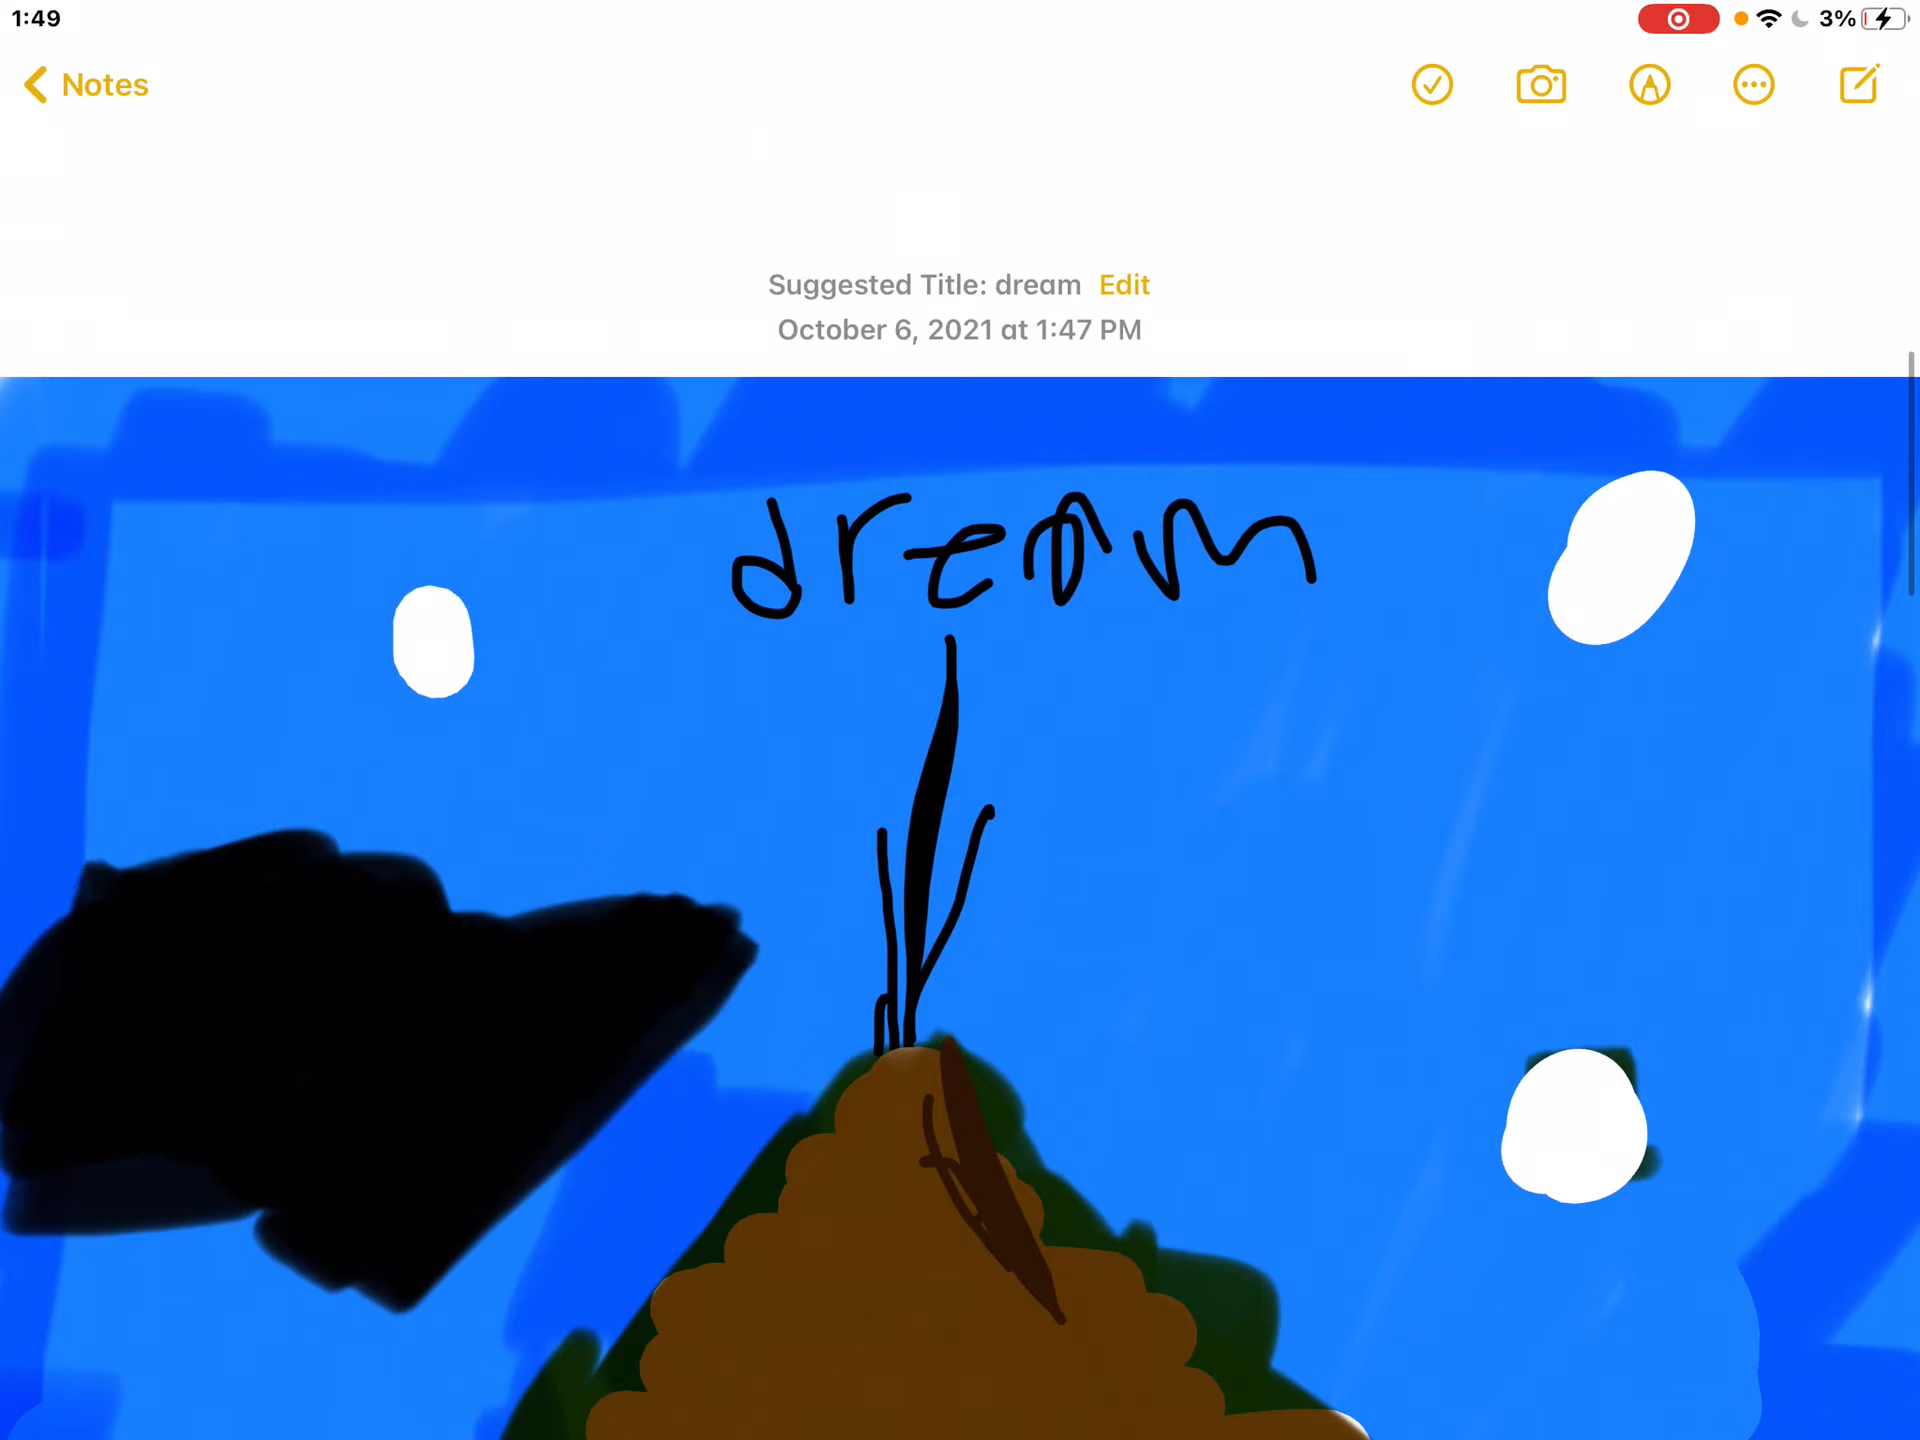 1:49
3%
Notes
Suggested Title: dream Edit
October 6, 2021 at 1:47 PM
dream